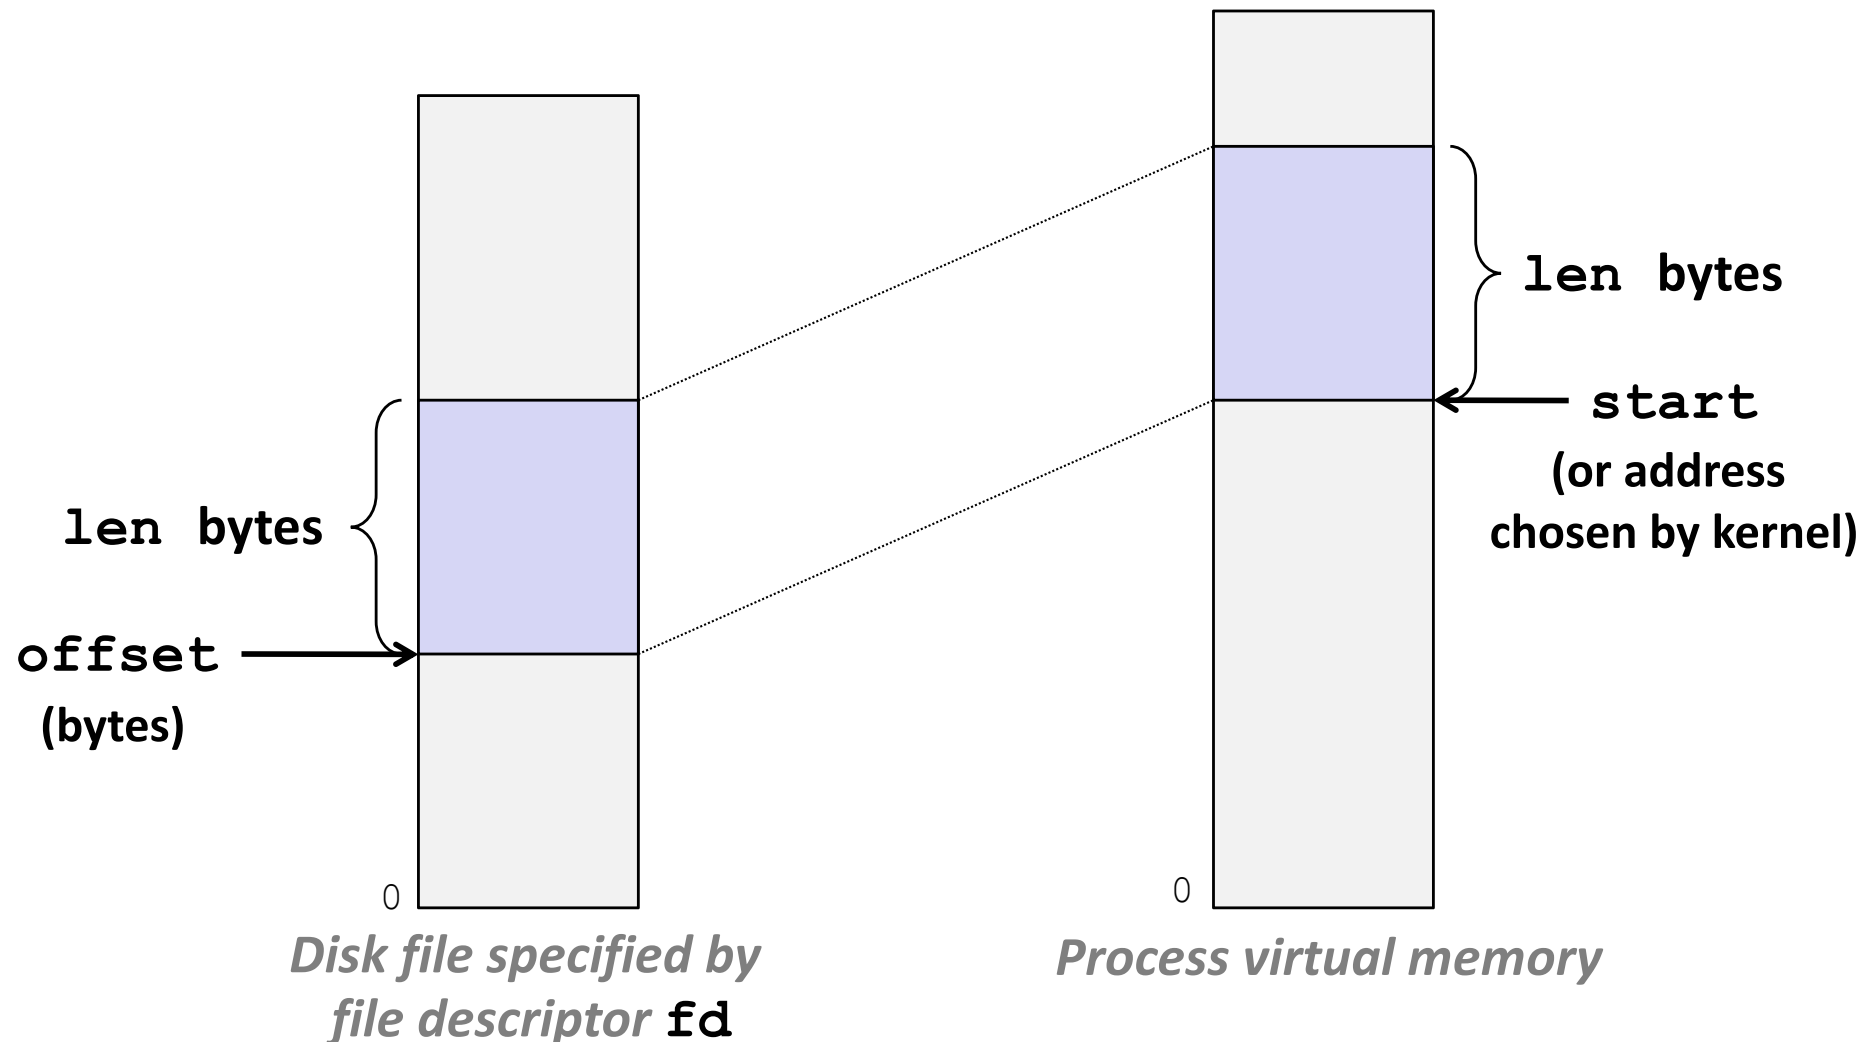 len bytes
offset
(bytes)
0
Disk file specified by
file descriptor fd
len bytes
start
(or address
chosen by kernel)
0
Process virtual memory